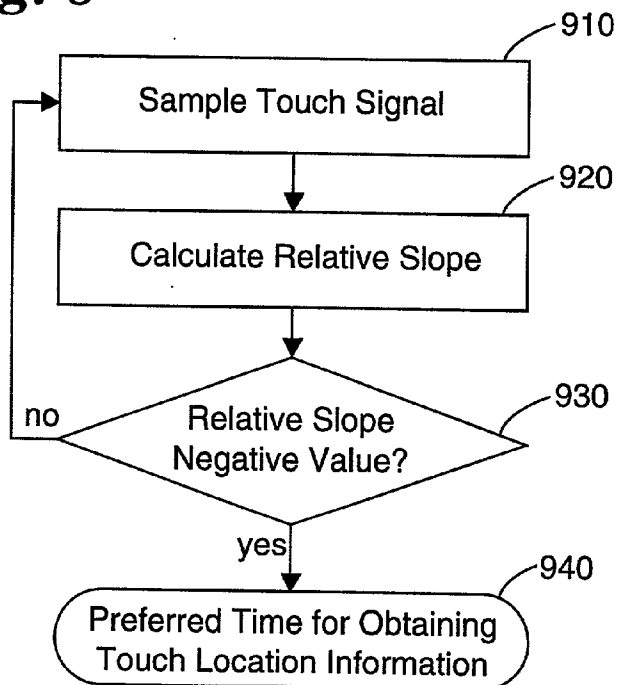 910
Sample Touch Signal
920
Calculate Relative Slope
930
no
Relative Slope
Negative Value?
yes
940
Preferred Time for Obtaining
Touch Location Information